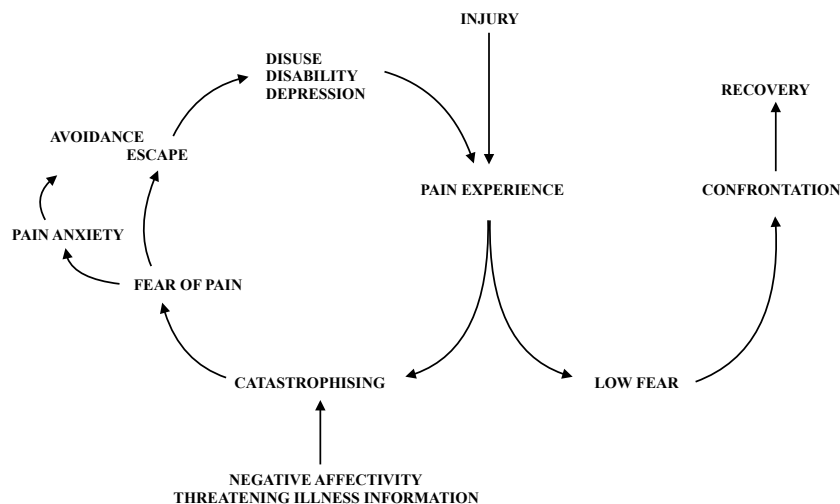 INJURY
DISUSE
DISABILITY
DEPRESSION
RECOVERY
AVOIDANCE
ESCAPE
PAIN EXPERIENCE
CONFRONTATION
PAIN ANXIETY
FEAR OF PAIN
CATASTROPHISING
LOW FEAR
NEGATIVE AFFECTIVITY
THREATENING ILLNESS INFORMATION